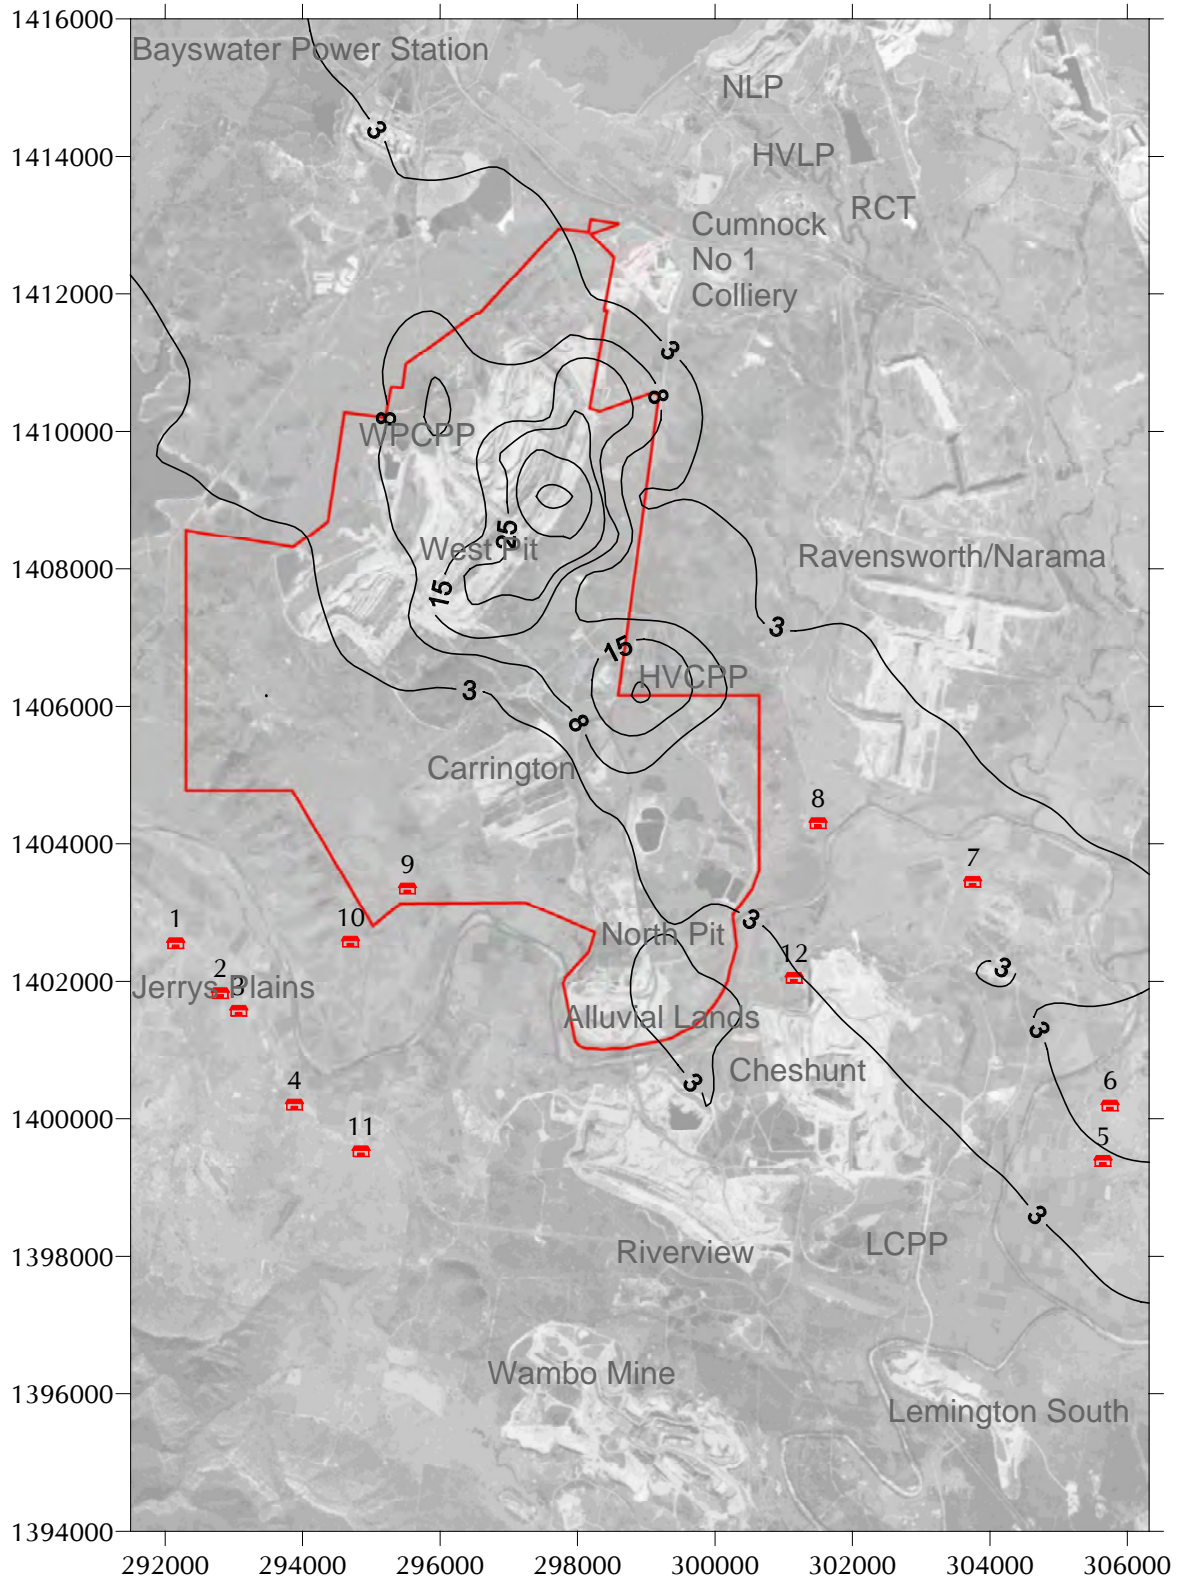 1416000
Bayswater Power Station
NLP
3
1414000
HVLP
RCT
Cumnock
No 1
Colliery
1412000
3
8
8
1410000
WPCPP
25
West Pit
Ravensworth/Narama
1408000
15
3
15
HVCPP
3
1406000
8
Carrington
8
1404000
7
9
1
10
3
North Pit
12
1402000
2
3
Jerrys Plains
3
Alluvial Lands
3
Cheshunt
3
1400000
4
6
11
5
3
Riverview
LCPP
1398000
Wambo Mine
1396000
Lemington South
1394000
292000 294000 296000 298000 300000 302000 304000 306000